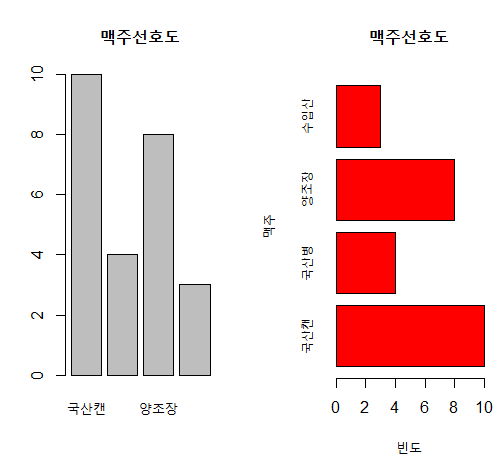 맥주선호도
10
8
6
4
2
0
국산캔 양조장
맥주선호도
맥주
수입산
양조장
국산병
국산캔
0 2 4 6 8 10
빈도